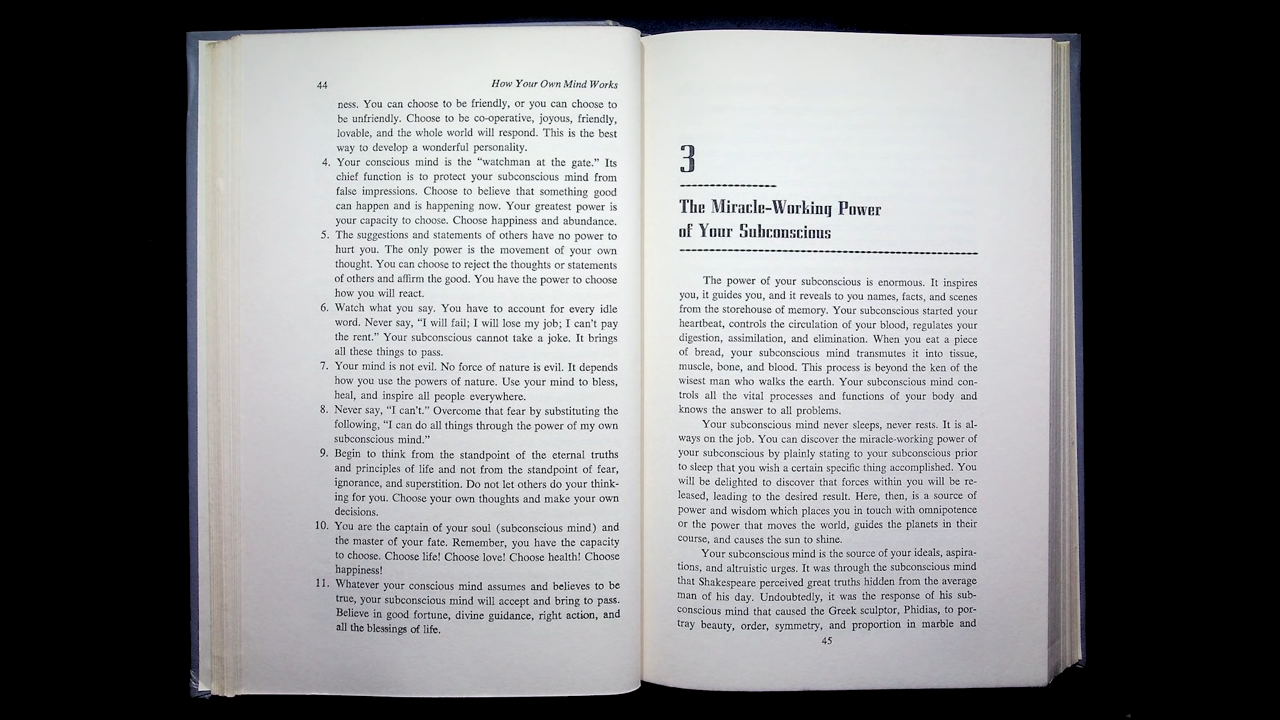 44 How Your Own Mind Works
ness. You can choose to be friendly, or you can choose to
be unfriendly. Choose to be co-operative, joyous, friendly,
lovable, and the whole world will respond. This is the best
way to develop a wonderful personality.
4. Your conscious mind is the “watchman at the gate.” Its
chief function is to protect your subconscious mind from
false impressions. Choose to believe that something good
can happen and is happening now. Your greatest power is
your capacity to choose. Choose happiness and abundance.
5. The suggestions and statements of others have no power to
hurt you. The only power is the movement of your own
thought. You can choose to reject the thoughts or statements
of others and affirm the good. You have the power to choose
how you will react.
6. Watch what you say. You have to account for every idle
word. Never say, “I will fail; I will lose my job; I can't pay
the rent.” Your subconscious cannot take a joke. It brings
all these things to pass.
7. Your mind is not evil. No force of nature is evil. It depends
how you use the powers of nature. Use your mind to bless,
heal, and inspire all people everywhere.
8. Never say, “I can't.” Overcome that fear by substituting the
following, “I can do all things through the power of my own
subconscious mind.”
9. Begin to think from the standpoint of the eternal truths
and principles of life and not from the standpoint of fear,
ignorance, and superstition. Do not let others do your think-
ing for you. Choose your own thoughts and make your own
decisions.
10. You are the captain of your soul (subconscious mind) and
the master of your fate. Remember, you have the capacity
to choose. Choose life! Choose love! Choose health! Choose
happiness!
11. Whatever your conscious mind assumes and believes to be
true, your subconscious mind will accept and bring to pass.
Believe in good fortune, divine guidance, right action, and
all the blessings of life.
3
The Miracle-Working Power
of Your Subconscious
The power of your subconscious is enormous. It inspires
you, it guides you, and it reveals to you names, facts, and scenes
from the storehouse of memory. Your subconscious started your
heartbeat, controls the circulation of your blood, regulates your
digestion, assimilation, and elimination. When you eat a piece
of bread, your subconscious mind transmutes it into tissue,
muscle, bone, and blood. This process is beyond the ken of the
wisest man who walks the earth. Your subconscious mind con-
trols all the vital processes and functions of your body and
knows the answer to all problems.
Your subconscious mind never sleeps, never rests. It is al-
ways on the job. You can discover the miracle-working power of
your subconscious by plainly stating to your subconscious prior
to sleep that you wish a certain specific thing accomplished. You
will be delighted to discover that forces within you will be re-
leased, leading to the desired result. Here, then, is a source of
power and wisdom which places you in touch with omnipotence
or the power that moves the world, guides the planets in their
course, and causes the sun to shine.
Your subconscious mind is the source of your ideals, aspira-
tions, and altruistic urges. It was through the subconscious mind
that Shakespeare perceived great truths hidden from the average
man of his day. Undoubtedly, it was the response of his sub-
conscious mind that caused the Greek sculptor, Phidias, to por-
tray beauty, order, symmetry, and proportion in marble and
45